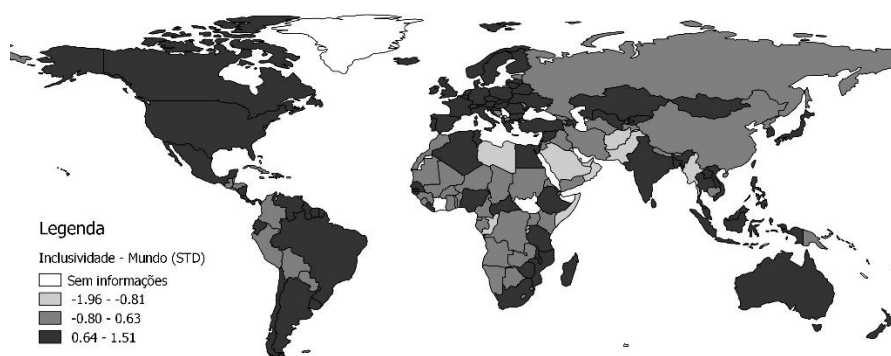 Legenda
Inclusividade - Mundo (STD)
Sem informações
-1.96 - -0.81
-0.80 - 0.63
0.64 - 1.51